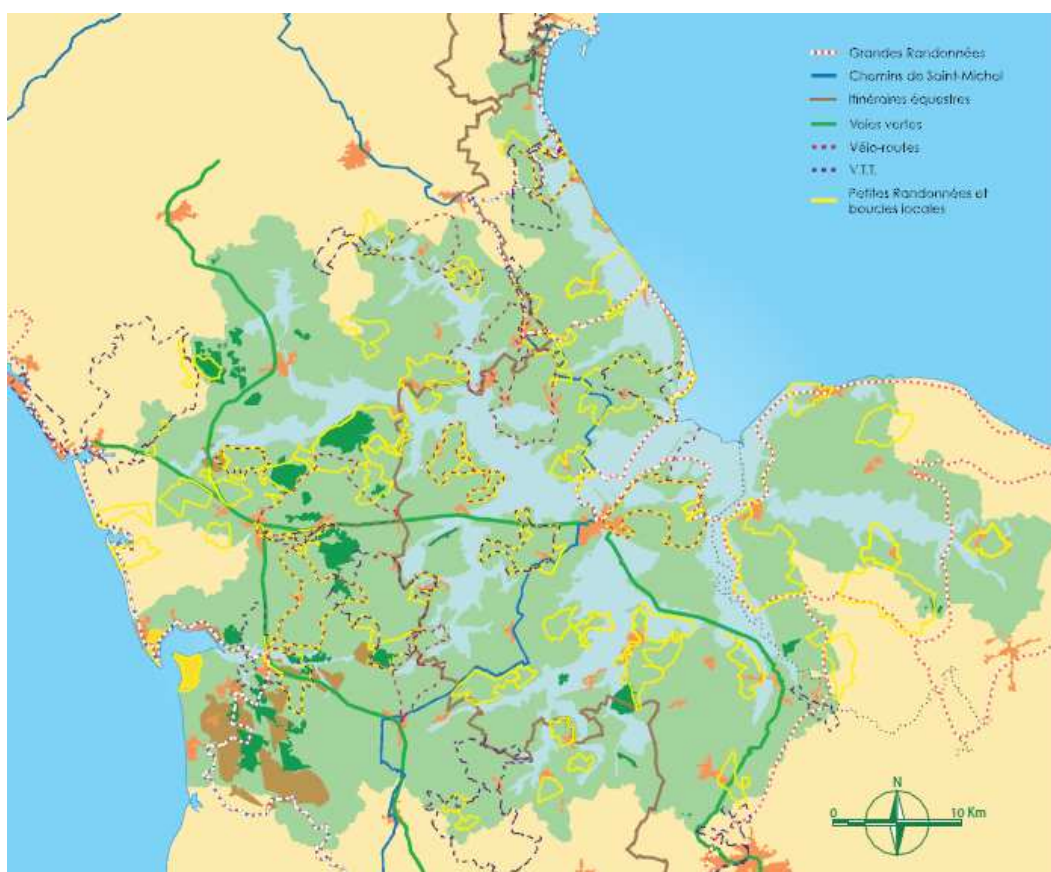 Grandes Randonnées
Chemins de Saint-Michel
Itinéraires équestres
Voies vertes
Vélo-routes
V.T.T.
Petites Randonnées et
boucles locales
N
0 10 Km